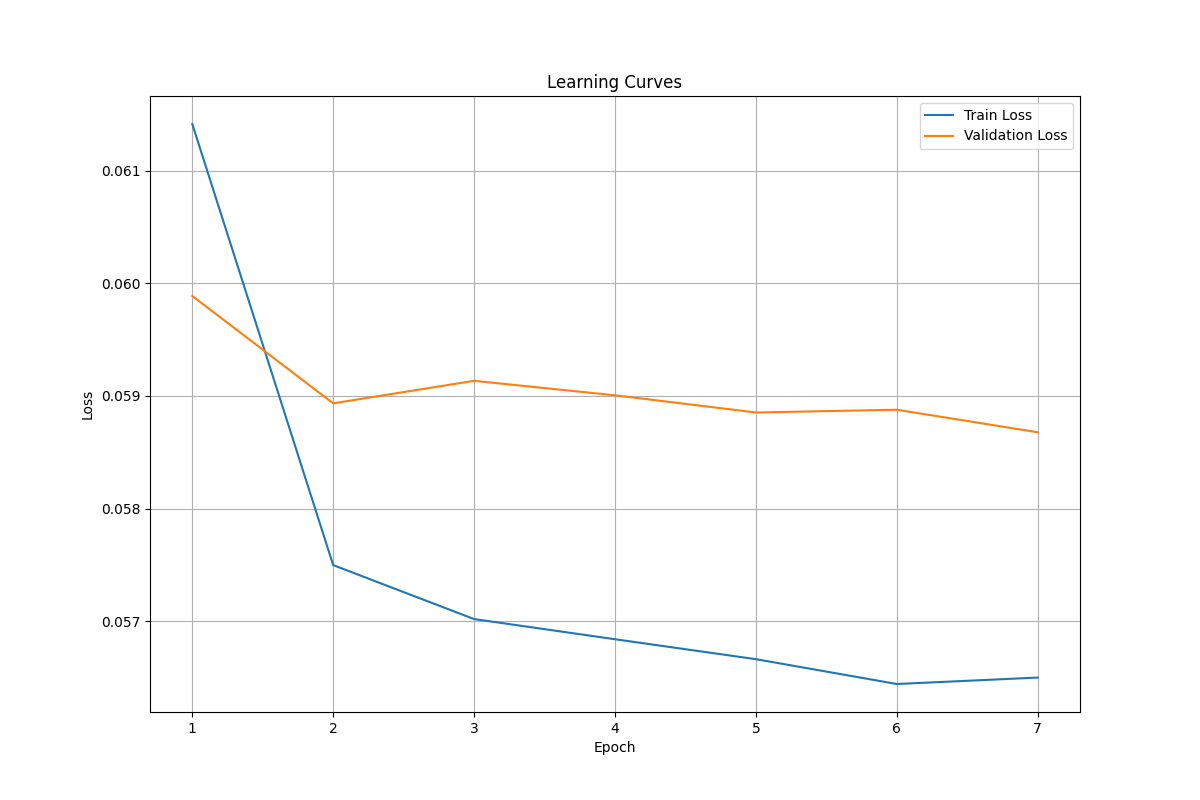 Learning Curves
Train Loss
Validation Loss
0.061
0.060
0.059
0.058
0.057
Loss
1 2 3 4 5 6 7
Epoch